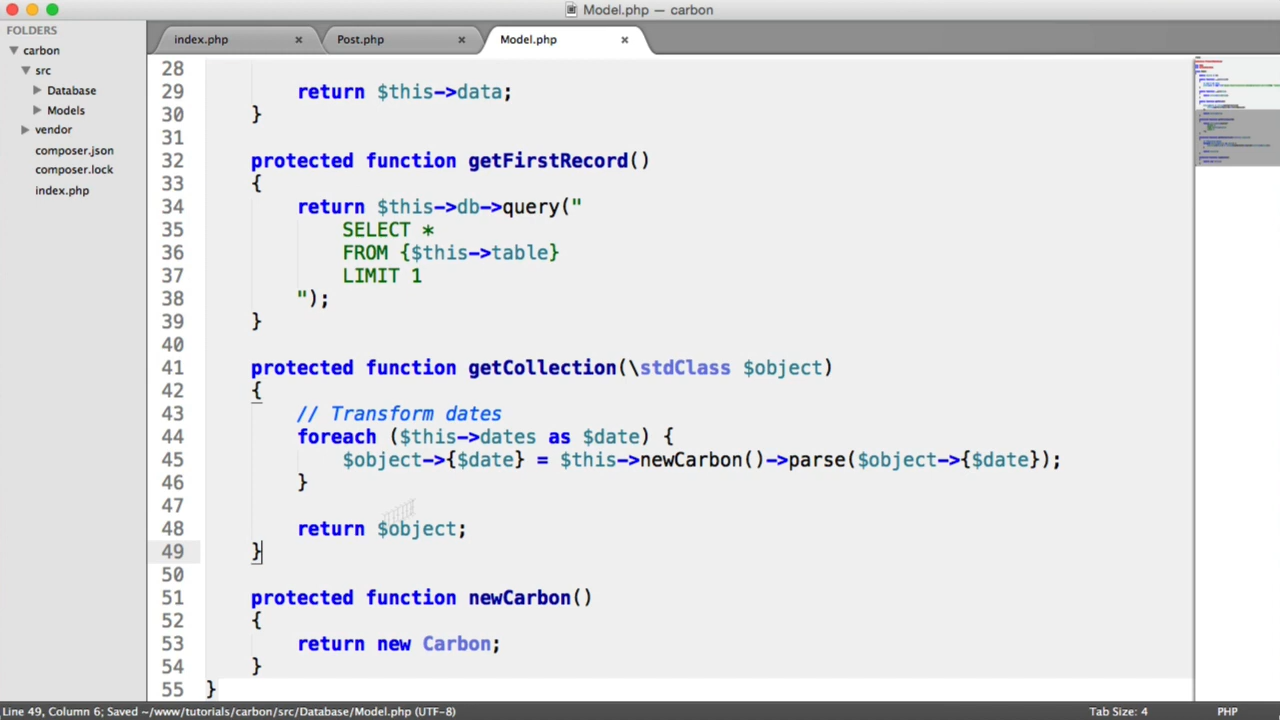 Model.php — carbon
FOLDERS
carbon
src
Database
Models
vendor
composer.json
composer.lock
index.php
index.php × Post.php × Model.php ×
28
29         return $this->data;
30     }
31
32     protected function getFirstRecord()
33     {
34         return $this->db->query("
35             SELECT *
36             FROM {$this->table}
37             LIMIT 1
38         ");
39     }
40
41     protected function getCollection(\stdClass $object)
42     {
43         // Transform dates
44         foreach ($this->dates as $date) {
45             $object->{$date} = $this->newCarbon()->parse($object->{$date});
46         }
47
48         return $object;
49     }
50
51     protected function newCarbon()
52     {
53         return new Carbon;
54     }
55 }
Line 49, Column 6; Saved ~/www/tutorials/carbon/src/Database/Model.php (UTF-8)
Tab Size: 4
PHP